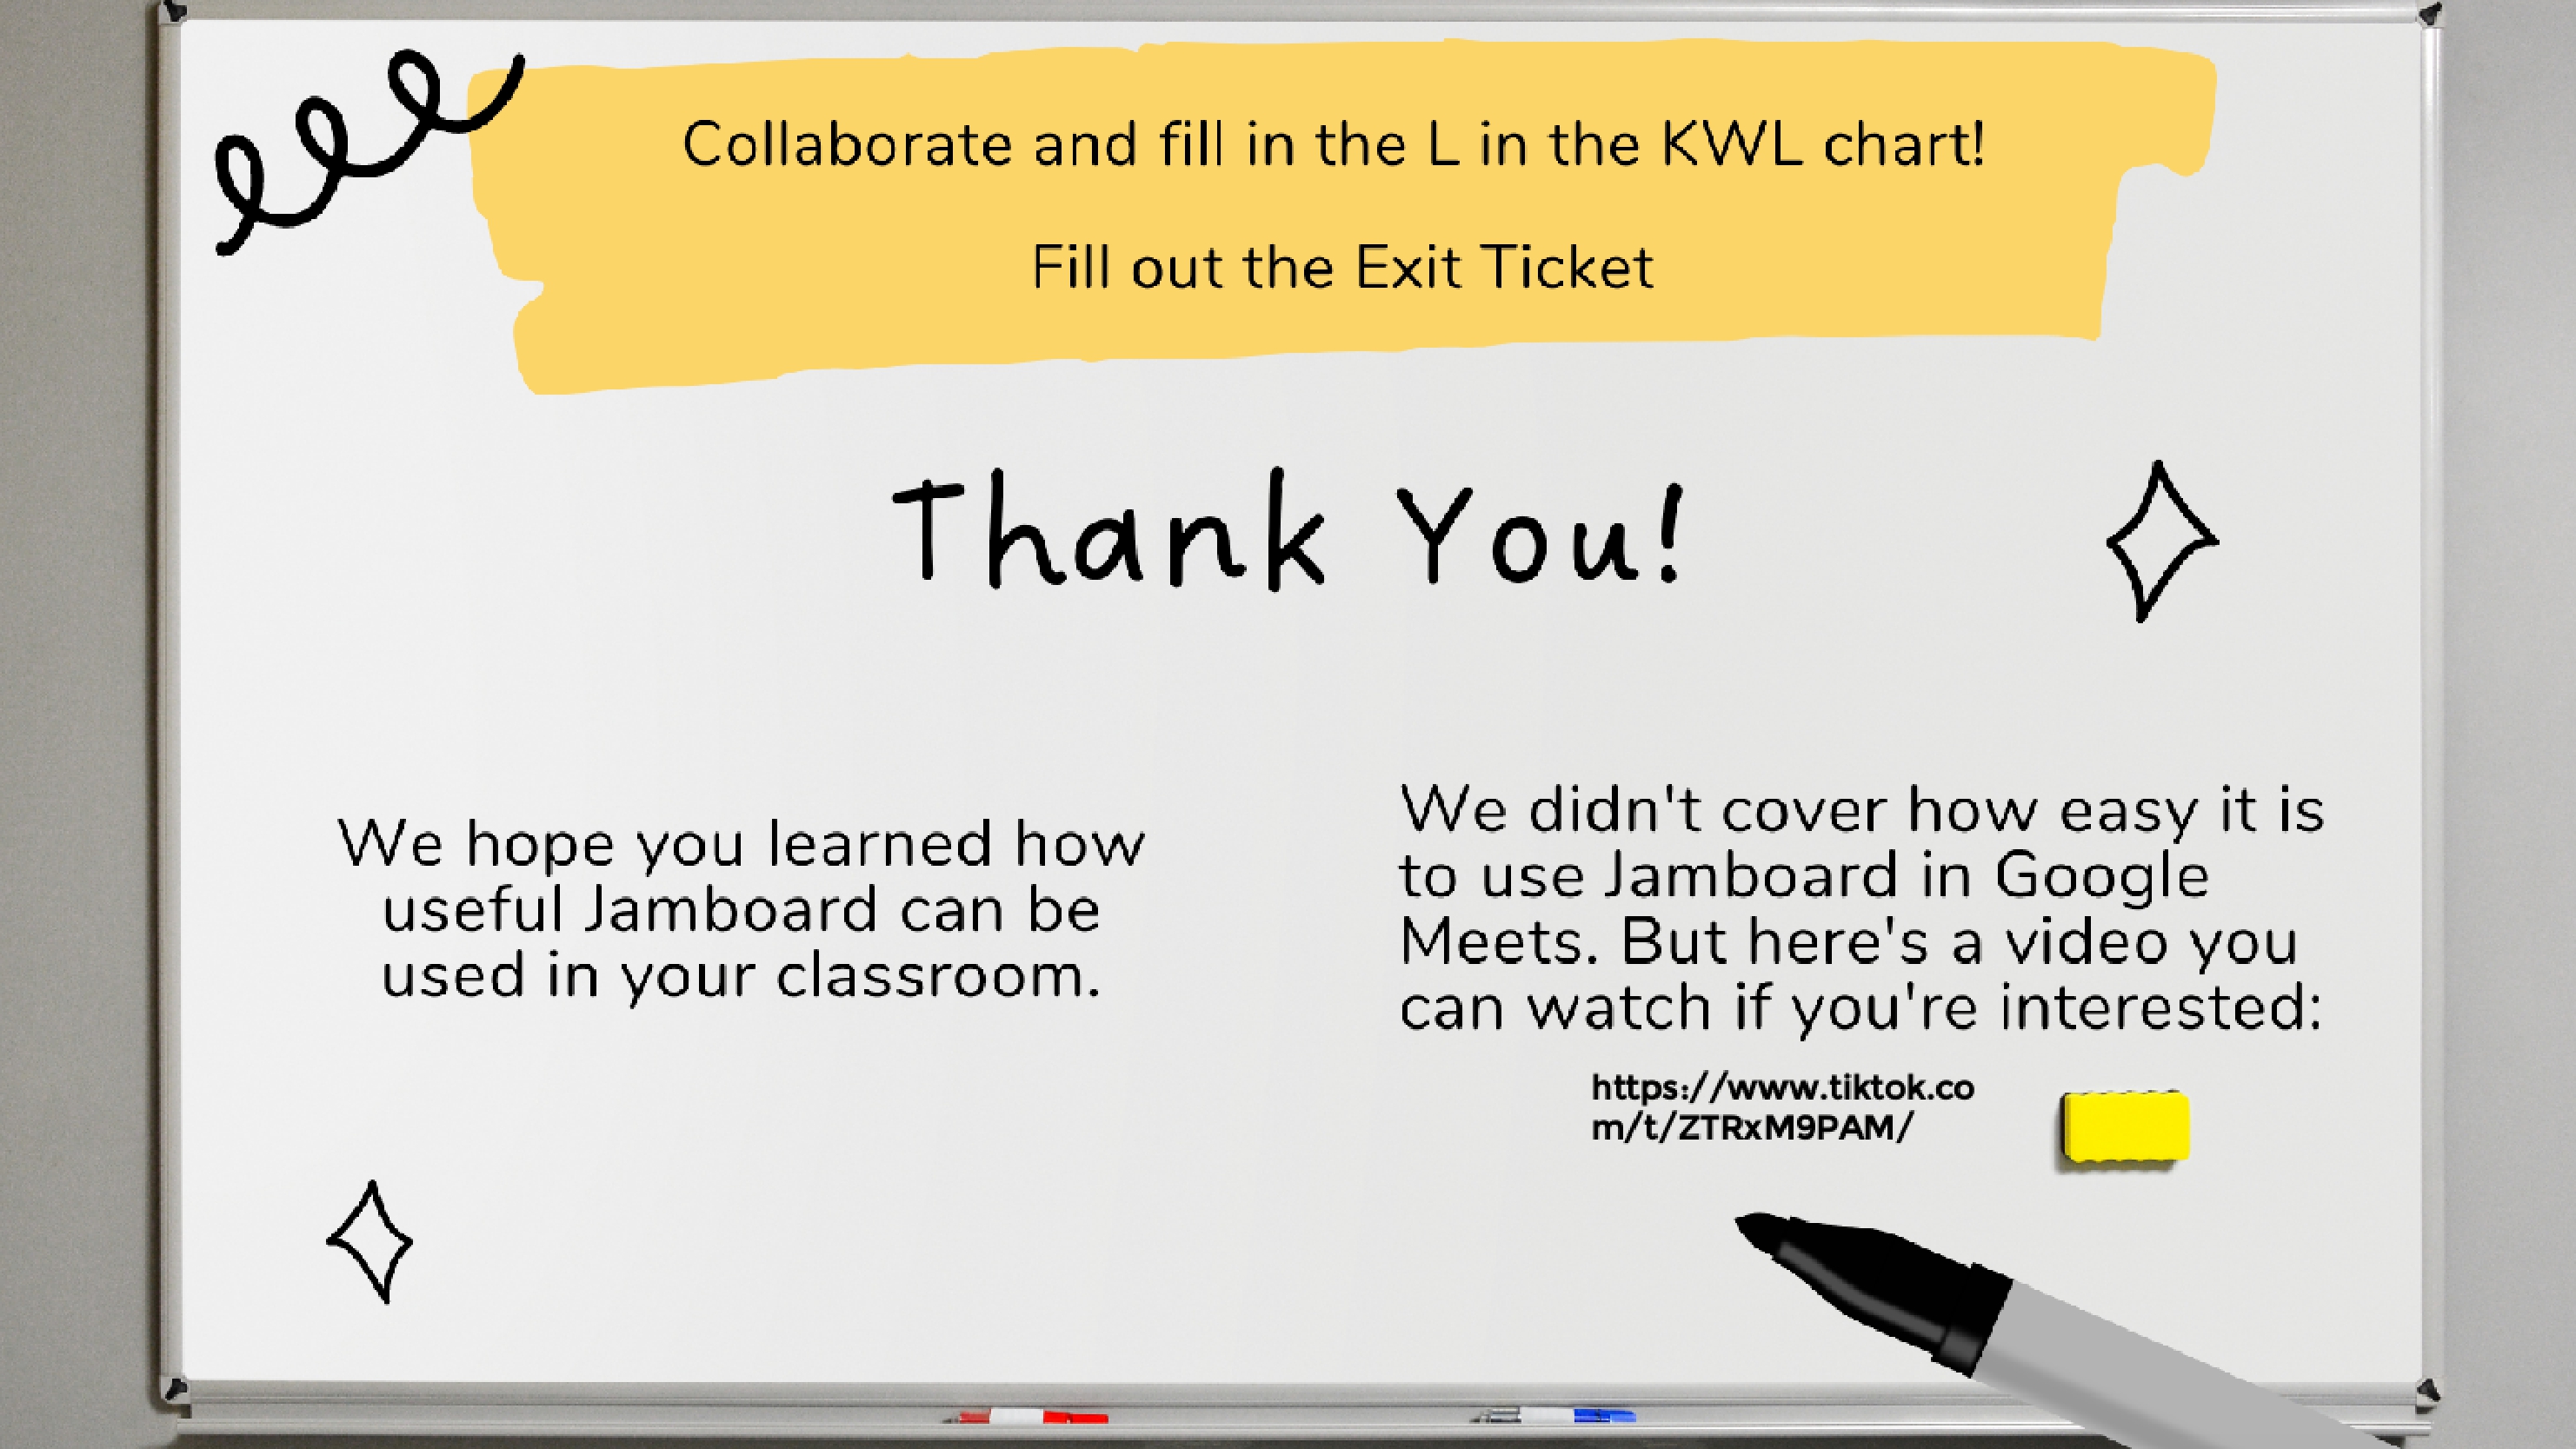 Collaborate and fill in the L in the KWL chart!
Fill out the Exit Ticket
Thank You!
We hope you learned how
useful Jamboard can be
used in your classroom.
We didn't cover how easy it is
to use Jamboard in Google
Meets. But here's a video you
can watch if you're interested:
https://www.tiktok.co
m/t/ZTRxM9PAM/